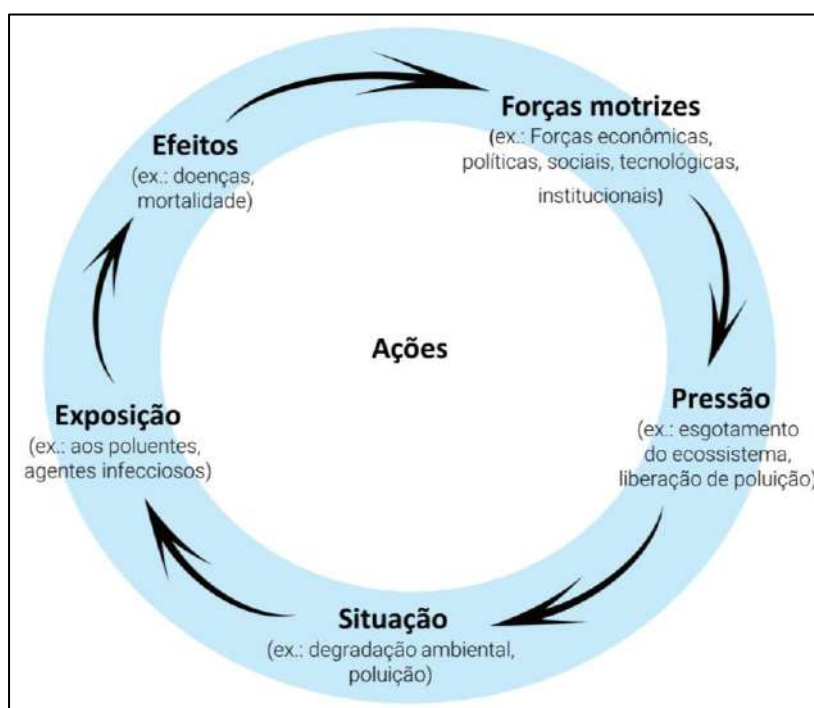 Forças motrizes
(ex.: Forças econômicas,
políticas, sociais, tecnológicas,
institucionais)
Efeitos
(ex.: doenças,
mortalidade)
Ações
Pressão
(ex.: esgotamento
do ecossistema,
liberação de poluição)
Exposição
(ex.: aos poluentes,
agentes infecciosos)
Situação
(ex.: degradação ambiental,
poluição)